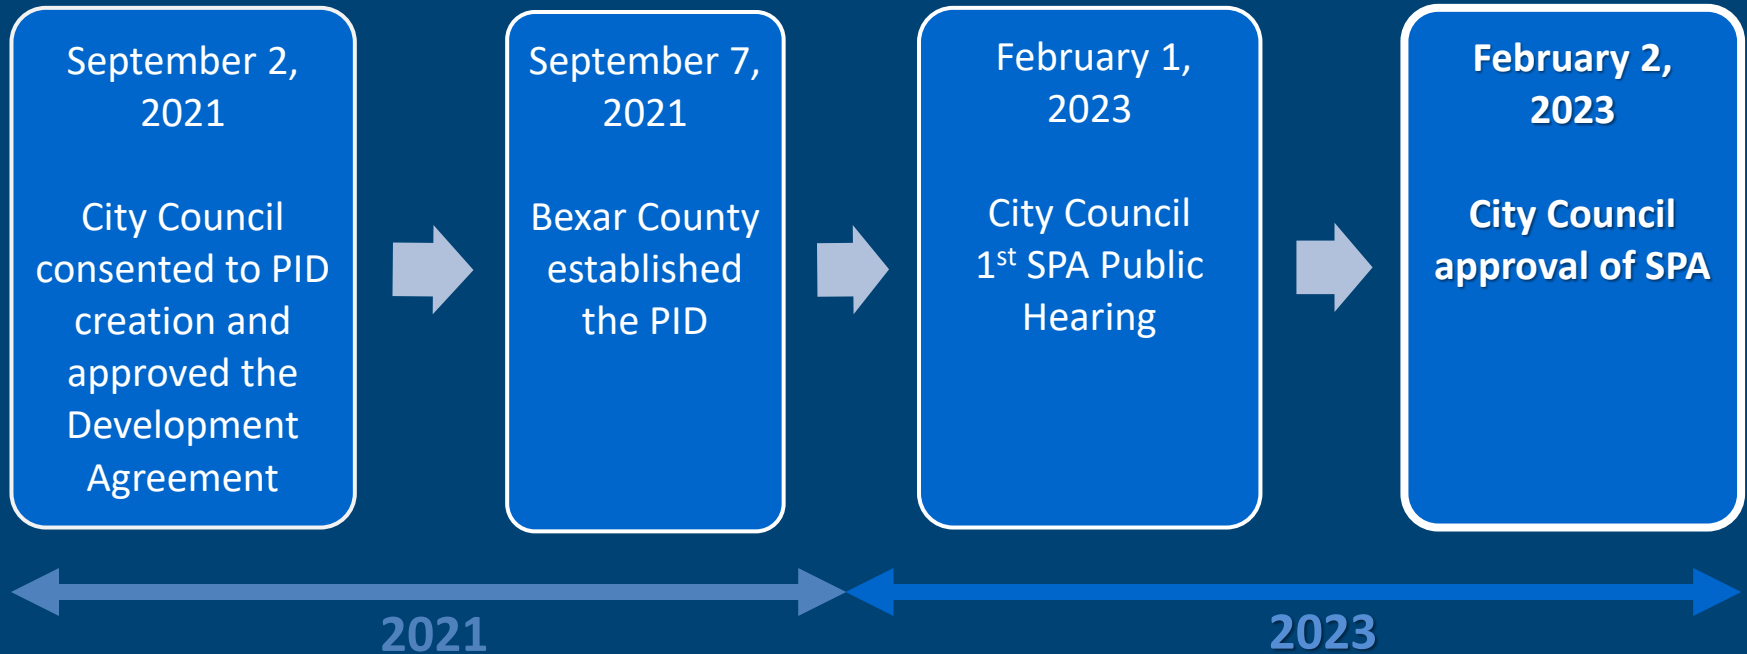 September 2,
2021
City Council
consented to PID
creation and
approved the
Development
Agreement
September 7,
2021
Bexar County
established
the PID
February 1,
2023
City Council
1st SPA Public
Hearing
February 2,
2023
City Council
approval of SPA
2021
2023